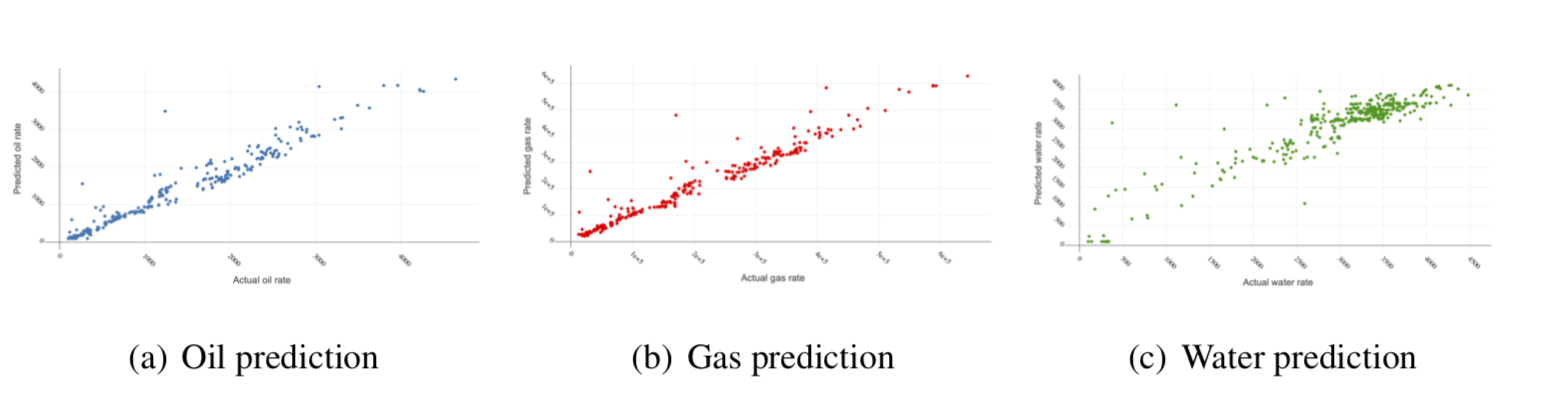 4000
3000
2000
1000
0
Predicted oil rate
0
1000
2000
3000
4000
Actual oil rate
6e+5
5e+5
4e+5
3e+5
2e+5
1e+5
0
Predicted gas rate
0
1e+5
2e+5
3e+5
4e+5
5e+5
6e+5
Actual gas rate
4000
3500
3000
2500
2000
1500
1000
500
0
Predicted water rate
0
500
1000
1500
2000
2500
3000
3500
4000
4500
Actual water rate
(a) Oil prediction
(b) Gas prediction
(c) Water prediction